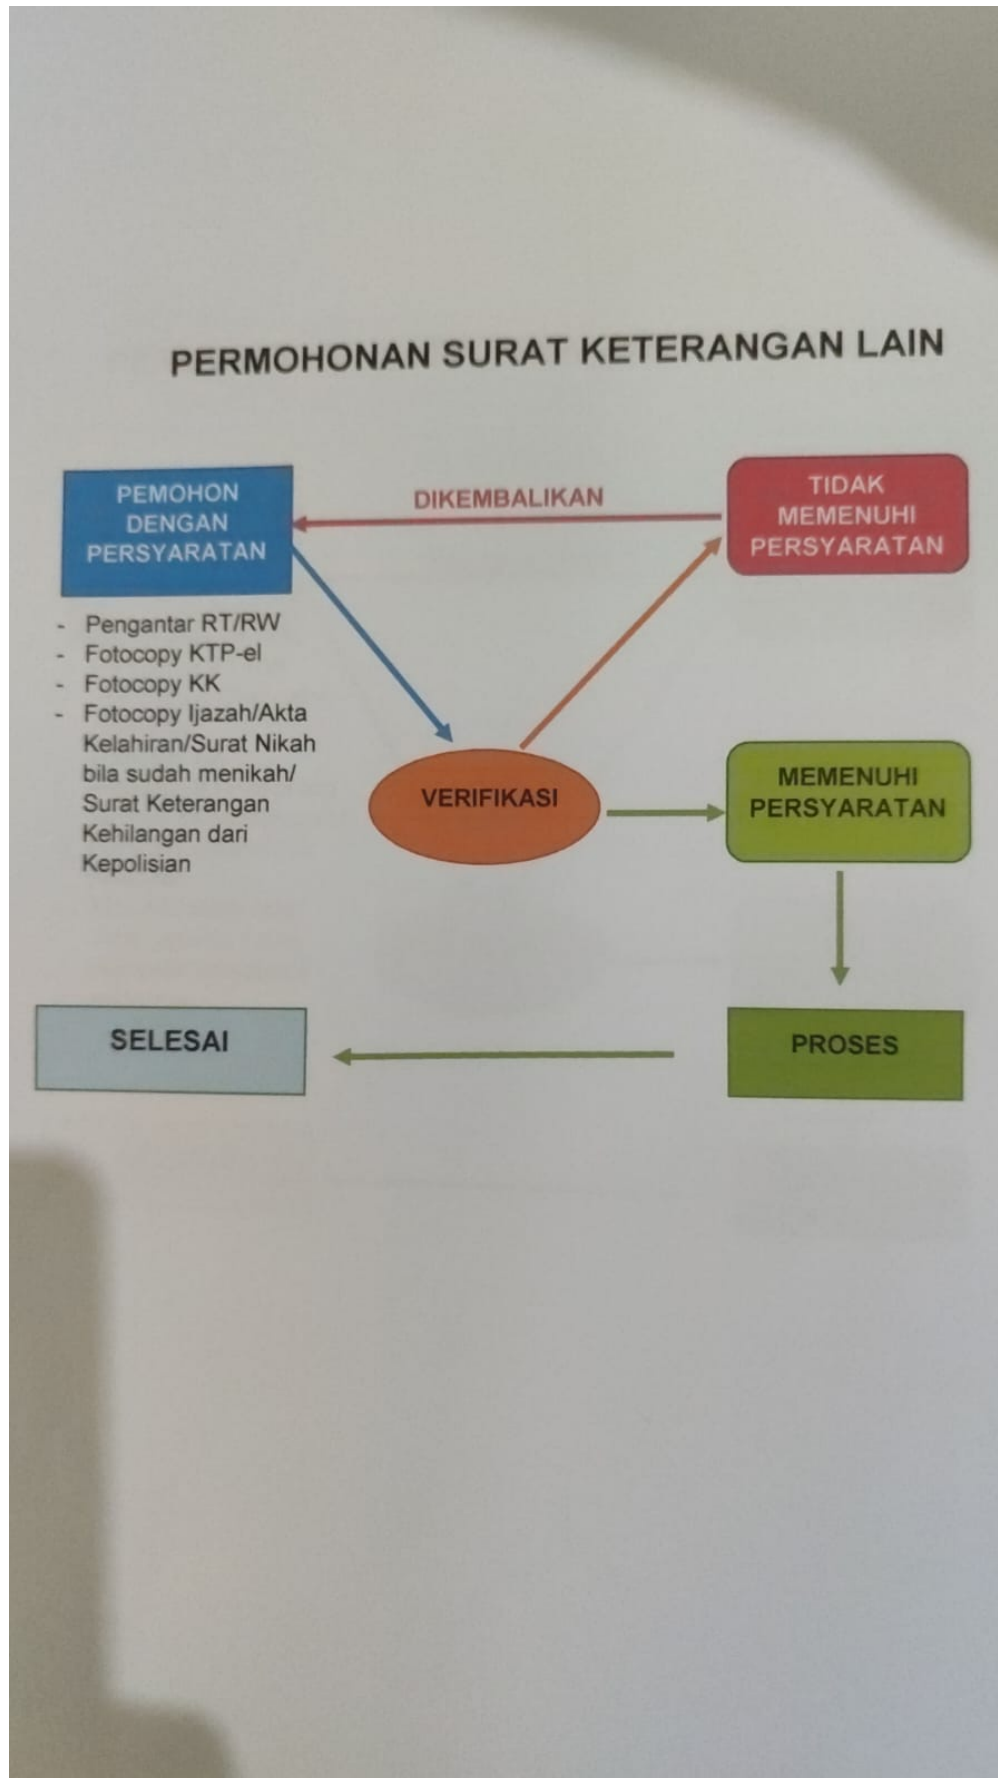 PERMOHONAN SURAT KETERANGAN LAIN
PEMOHON
DENGAN
PERSYARATAN
DIKEMBALIKAN
TIDAK
MEMENUHI
PERSYARATAN
- Pengantar RT/RW
- Fotocopy KTP-el
- Fotocopy KK
- Fotocopy Ijazah/Akta
Kelahiran/Surat Nikah
bila sudah menikah/
Surat Keterangan
Kehilangan dari
Kepolisian
VERIFIKASI
MEMENUHI
PERSYARATAN
SELESAI
PROSES